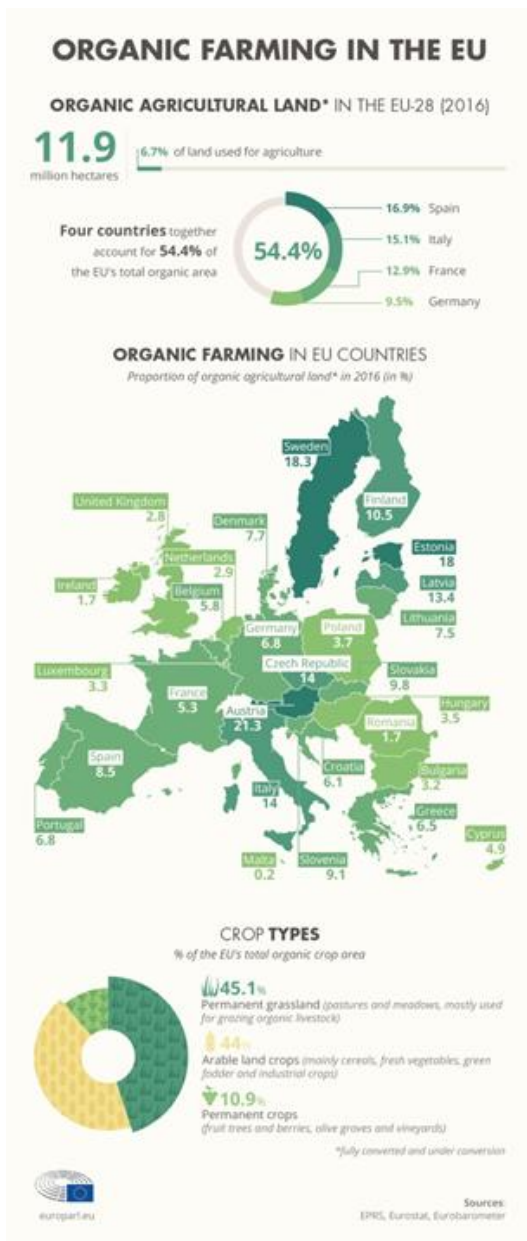 ORGANIC FARMING IN THE EU
ORGANIC AGRICULTURAL LAND* IN THE EU-28 (2016)
11.9
million hectares
6.7% of land used for agriculture
Four countries together
account for 54.4% of
the EU's total organic area
54.4%
16.9% Spain
15.1% Italy
12.9% France
9.5% Germany
ORGANIC FARMING IN EU COUNTRIES
Proportion of organic agricultural land* in 2016 (in %)
Sweden
18.3
Finland
10.5
United Kingdom
2.8
Denmark
7.7
Estonia
18
Netherlands
2.9
Ireland
1.7
Belgium
5.8
Latvia
13.4
Lithuania
7.5
Germany
6.8
Poland
3.7
Czech Republic
14
Luxembourg
3.3
Slovakia
9.8
France
5.3
Austria
21.3
Hungary
3.5
Romania
1.7
Spain
8.5
Croatia
6.1
Bulgaria
3.2
Italy
14
Portugal
6.8
Greece
6.5
Cyprus
4.9
Malta
0.2
Slovenia
9.1
CROP TYPES
% of the EU's total organic crop area
45.1%
Permanent grassland (pastures and meadows, mostly used
for grazing organic livestock)
44%
Arable land crops (mainly cereals, fresh vegetables, green
fodder and industrial crops)
10.9%
Permanent crops
(fruit trees and berries, olive groves and vineyards)
*fully converted and under conversion
europarl.eu
Sources:
EPRS, Eurostat, Eurobarometer